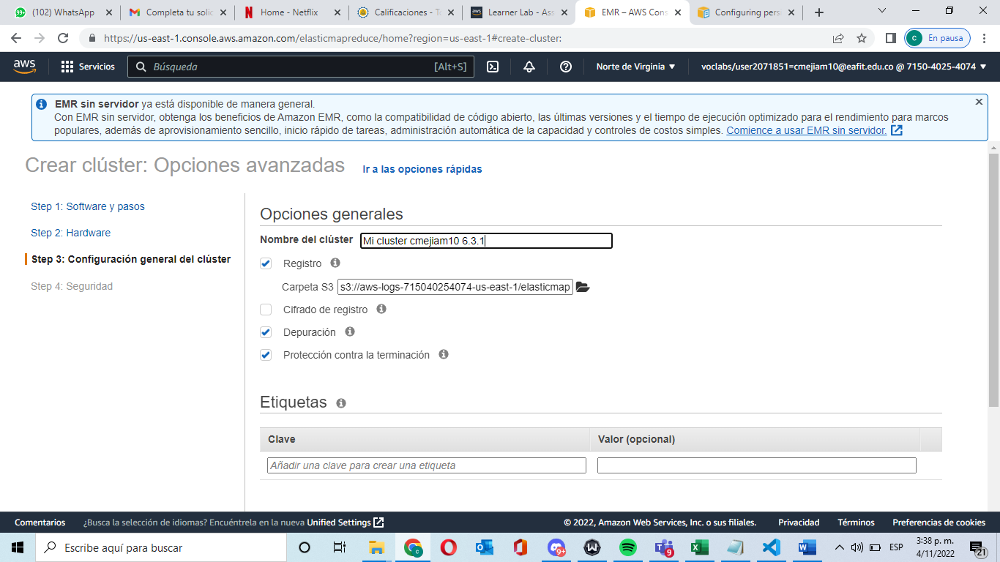 (102) WhatsApp
Completa tu solic
Home - Netflix
Calificaciones - Ta
Learner Lab - Ass
EMR – AWS Cons
Configuring persi
https://us-east-1.console.aws.amazon.com/elasticmapreduce/home?region=us-east-1#create-cluster:
c
En pausa
aws
Servicios
Búsqueda
[Alt+S]
Norte de Virginia
voclabs/user2071851=cmejiam10@eafit.edu.co @ 7150-4025-4074
EMR sin servidor ya está disponible de manera general.
Con EMR sin servidor, obtenga los beneficios de Amazon EMR, como la compatibilidad de código abierto, las últimas versiones y el tiempo de ejecución optimizado para el rendimiento para marcos
populares, además de aprovisionamiento sencillo, inicio rápido de tareas, administración automática de la capacidad y controles de costos simples. Comience a usar EMR sin servidor.
Crear clúster: Opciones avanzadas
Ir a las opciones rápidas
Step 1: Software y pasos
Step 2: Hardware
Step 3: Configuración general del clúster
Step 4: Seguridad
Opciones generales
Nombre del clúster
Mi cluster cmejiam10 6.3.1
Registro
Carpeta S3
s3://aws-logs-715040254074-us-east-1/elasticmap
Cifrado de registro
Depuración
Protección contra la terminación
Etiquetas
Clave
Valor (opcional)
Añadir una clave para crear una etiqueta
Comentarios
¿Busca la selección de idiomas? Encuéntrela en la nueva Unified Settings
© 2022, Amazon Web Services, Inc. o sus filiales.
Privacidad
Términos
Preferencias de cookies
Escribe aquí para buscar
9+
9
ESP
3:38 p. m.
4/11/2022
21